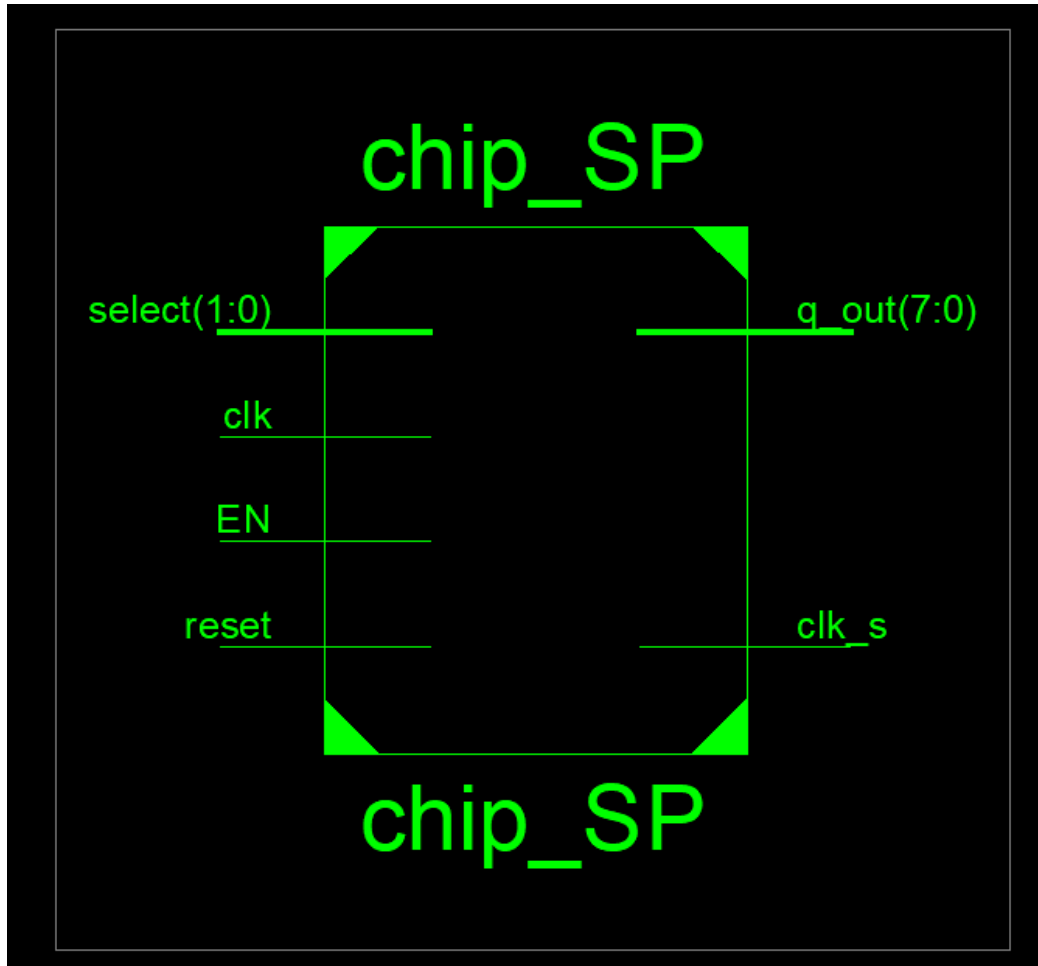 chip_SP
select(1:0)
q_out(7:0)
clk
EN
reset
clk_s
chip_SP